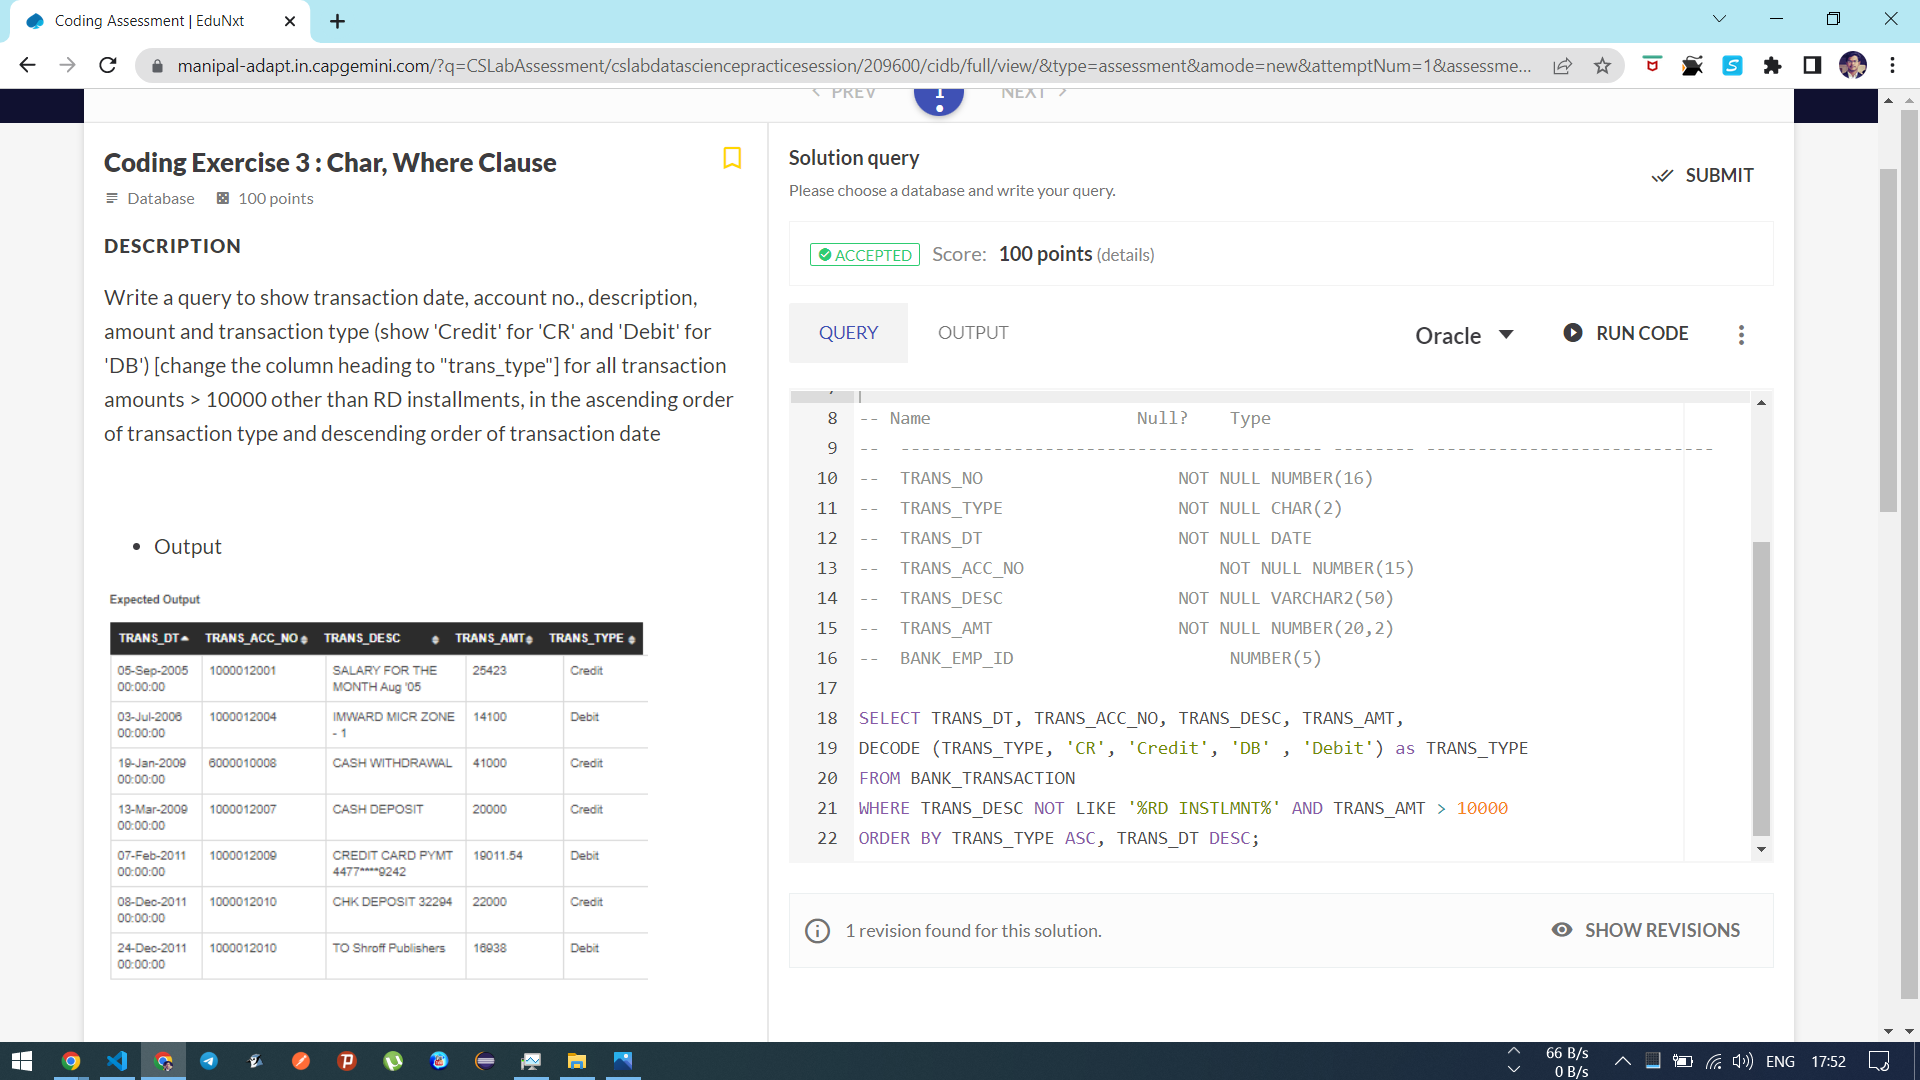 Coding Assessment | EduNxt
manipal-adapt.in.capgemini.com/?q=CSLabAssessment/cslabdatasciencepracticesession/209600/cidb/full/view/&type=assessment&amode=new&attemptNum=1&assessme...
PREV 1 NEXT
Coding Exercise 3 : Char, Where Clause
Database 100 points
DESCRIPTION
Write a query to show transaction date, account no., description,
amount and transaction type (show 'Credit' for 'CR' and 'Debit' for
'DB') [change the column heading to "trans_type"] for all transaction
amounts > 10000 other than RD installments, in the ascending order
of transaction type and descending order of transaction date
• Output
Expected Output
TRANS_DT TRANS_ACC_NO TRANS_DESC TRANS_AMT TRANS_TYPE
05-Sep-2005 1000012001 SALARY FOR THE 25423 Credit
00:00:00 MONTH Aug '05
03-Jul-2006 1000012004 IMWARD MICR ZONE 14100 Debit
00:00:00 - 1
19-Jan-2009 6000010008 CASH WITHDRAWAL 41000 Credit
00:00:00
13-Mar-2009 1000012007 CASH DEPOSIT 20000 Credit
00:00:00
07-Feb-2011 1000012009 CREDIT CARD PYMT 19011.54 Debit
00:00:00 4477****9242
08-Dec-2011 1000012010 CHK DEPOSIT 32294 22000 Credit
00:00:00
24-Dec-2011 1000012010 TO Shroff Publishers 16938 Debit
00:00:00
Solution query
Please choose a database and write your query.
SUBMIT
ACCEPTED Score: 100 points (details)
QUERY OUTPUT Oracle RUN CODE
8 -- Name Null? Type
9 -- ----------------------------------------- -------- ----------------------------
10 -- TRANS_NO NOT NULL NUMBER(16)
11 -- TRANS_TYPE NOT NULL CHAR(2)
12 -- TRANS_DT NOT NULL DATE
13 -- TRANS_ACC_NO NOT NULL NUMBER(15)
14 -- TRANS_DESC NOT NULL VARCHAR2(50)
15 -- TRANS_AMT NOT NULL NUMBER(20,2)
16 -- BANK_EMP_ID NUMBER(5)
17
18 SELECT TRANS_DT, TRANS_ACC_NO, TRANS_DESC, TRANS_AMT,
19 DECODE (TRANS_TYPE, 'CR', 'Credit', 'DB' , 'Debit') as TRANS_TYPE
20 FROM BANK_TRANSACTION
21 WHERE TRANS_DESC NOT LIKE '%RD INSTLMNT%' AND TRANS_AMT > 10000
22 ORDER BY TRANS_TYPE ASC, TRANS_DT DESC;
1 revision found for this solution.
SHOW REVISIONS
66 B/s
0 B/s
ENG 17:52